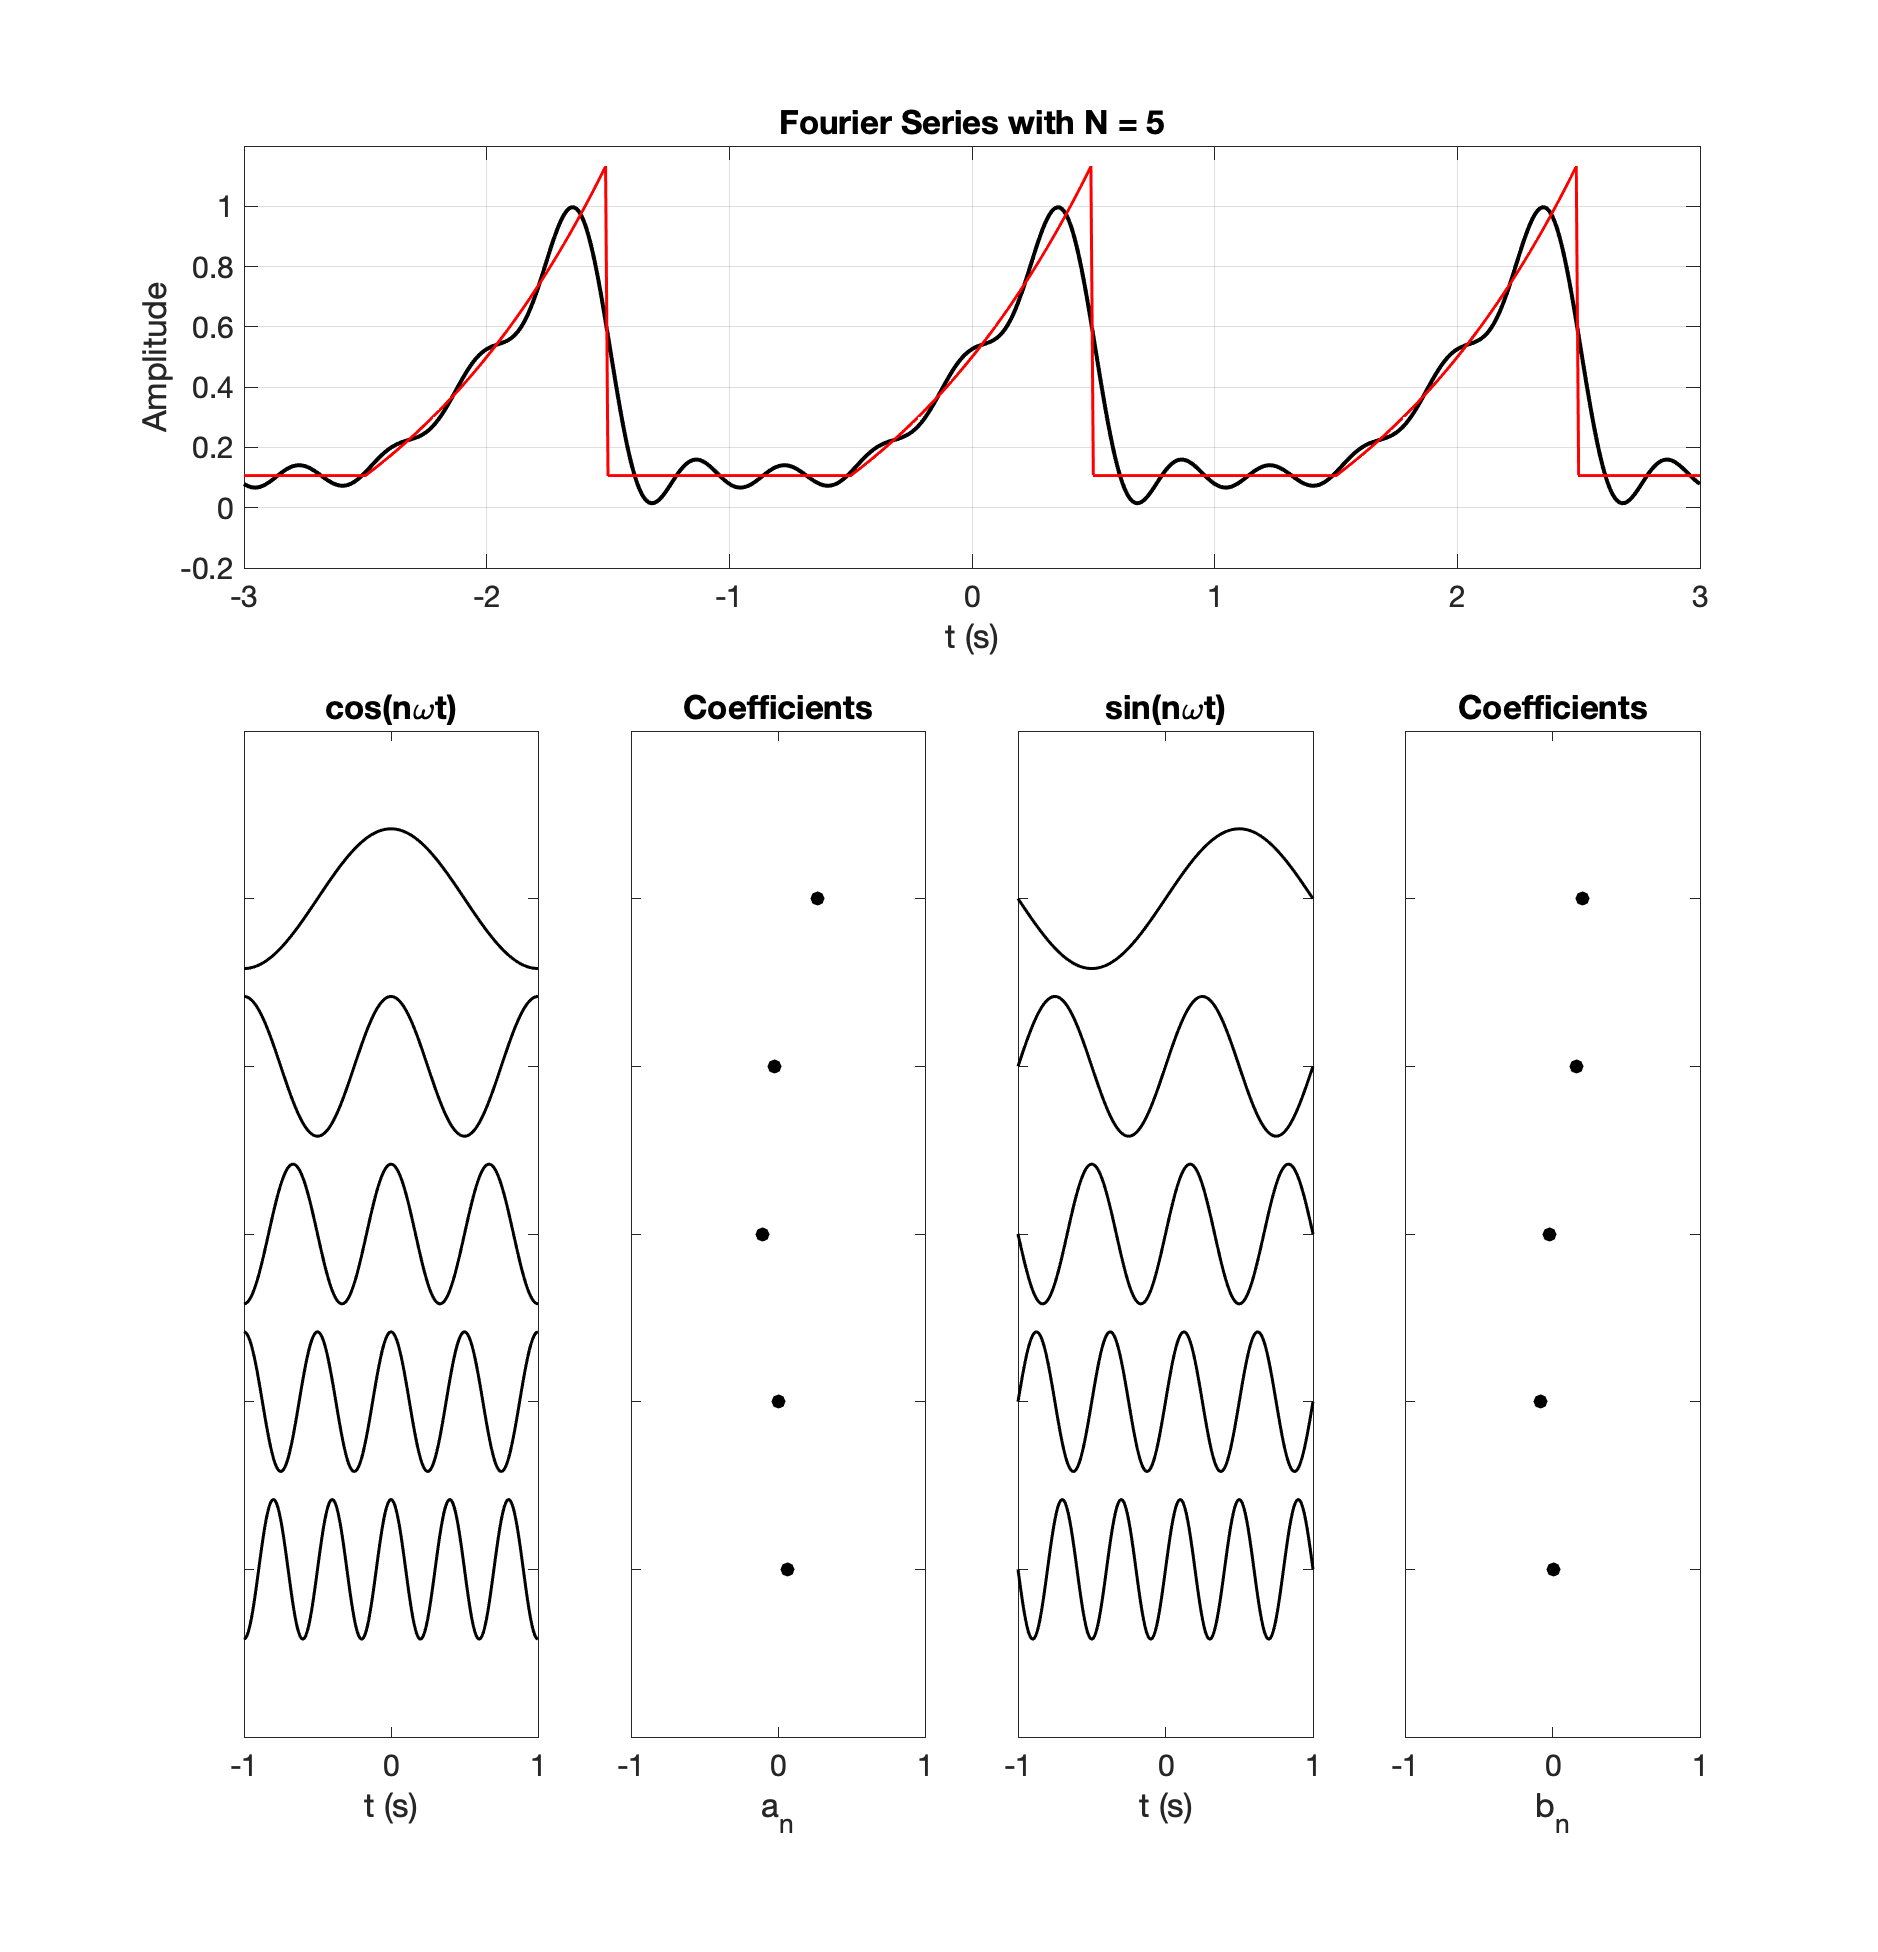 Fourier Series with N = 5
1
0.8
0.6
0.4
0.2
0
-0.2
Amplitude
-3 -2 -1 0 1 2 3
t (s)
cos(nωt) Coefficients sin(nωt) Coefficients
-1 0 1 -1 0 1 -1 0 1 -1 0 1
t (s) a_n t (s) b_n